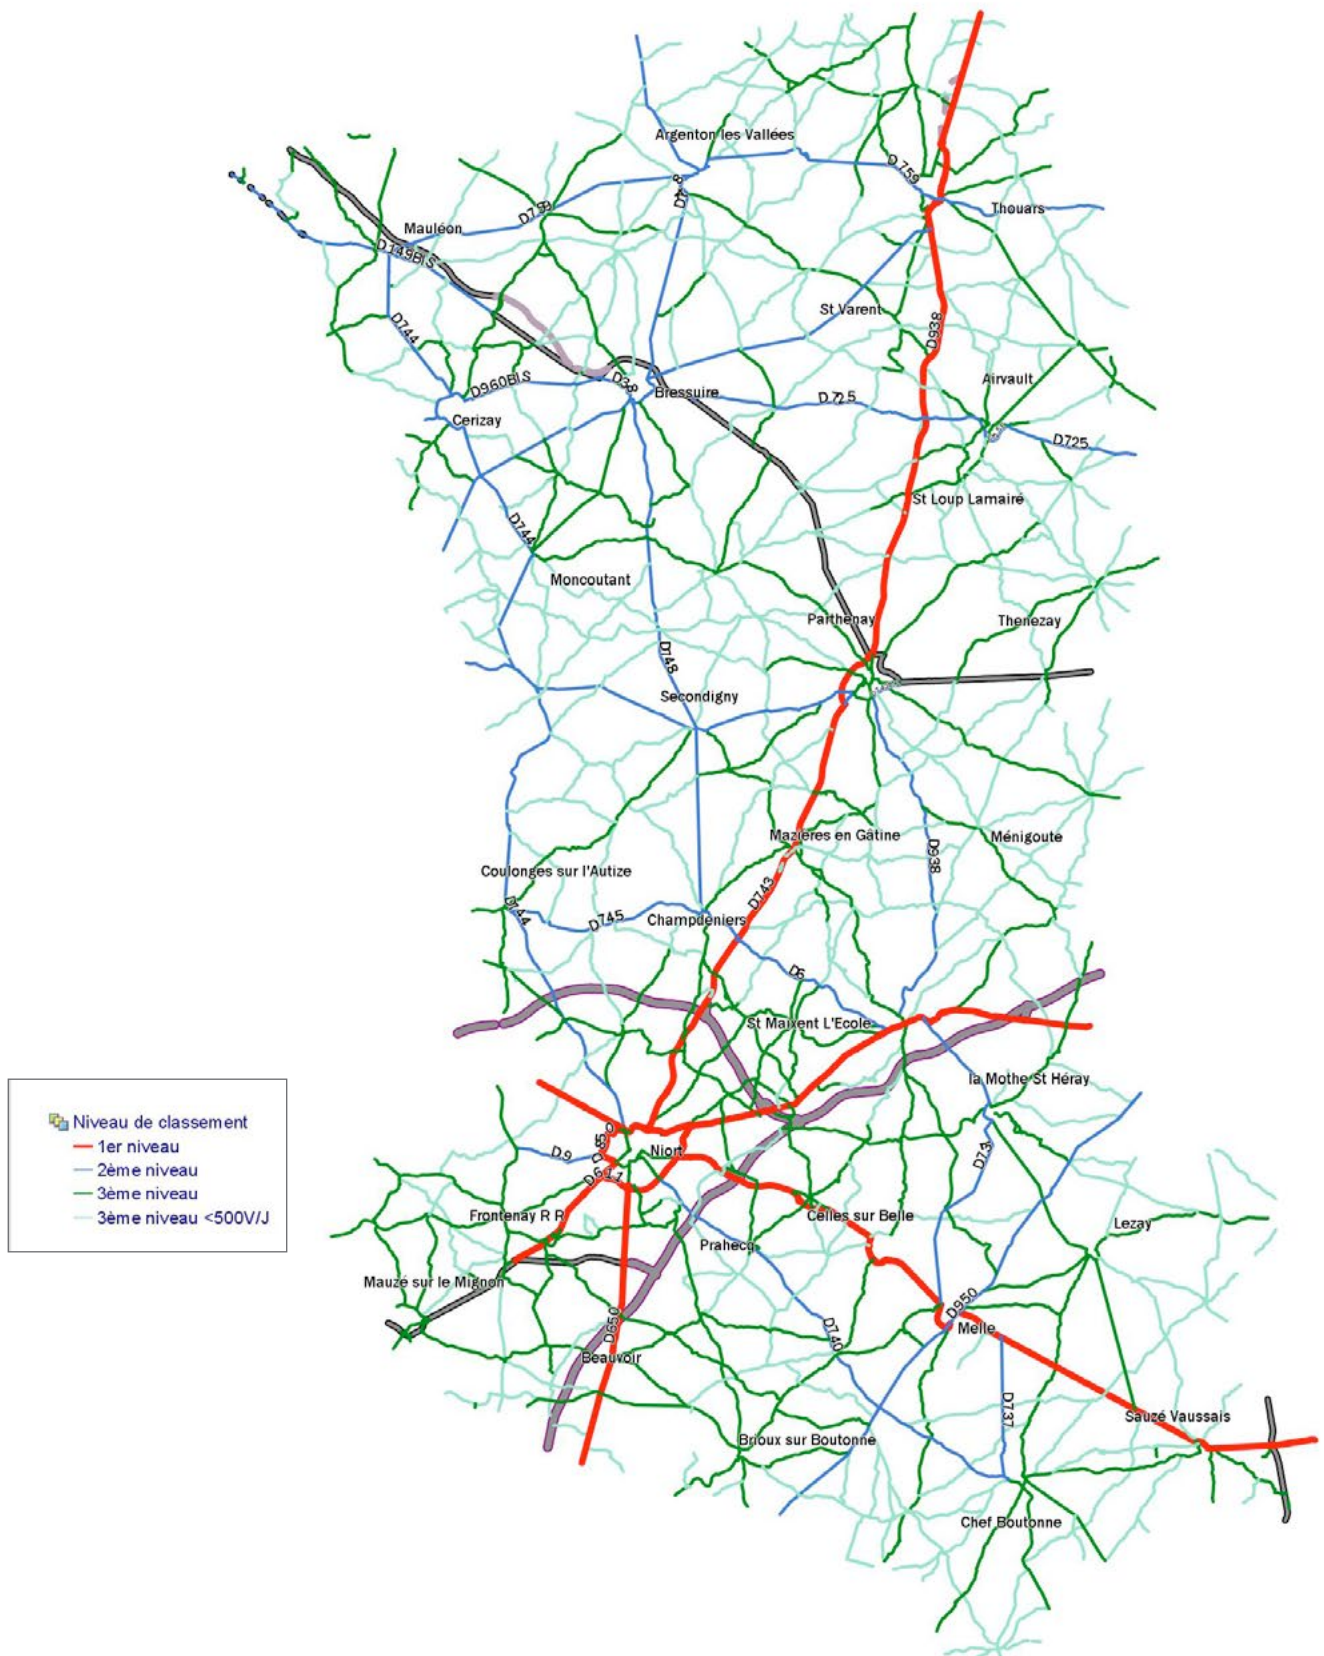 Argenton les Vallées
D759
Thouars
D759
D748
Mauléon
D149BIS
St Varent
D938
D744
Airvault
D960BIS
D38
Bressuire
D725
Cerizay
D725
St Loup Lamairé
D744
Moncoutant
Parthenay
Thenezay
D748
Secondigny
Mazières en Gâtine
Ménigoute
D938
Coulonges sur l'Autize
D743
D744
D745
Champdeniers
D6
St Maixent L'Ecole
la Mothe St Héray
Niveau de classement
1er niveau
2ème niveau
3ème niveau
3ème niveau <500V/J
D850
D9
Niort
D611
Frontenay R R
Celles sur Belle
Lezay
Prahecq
Mauzé sur le Mignon
D950
D650
D740
Melle
Beauvoir
D737
Sauzé Vaussais
Brioux sur Boutonne
Chef Boutonne